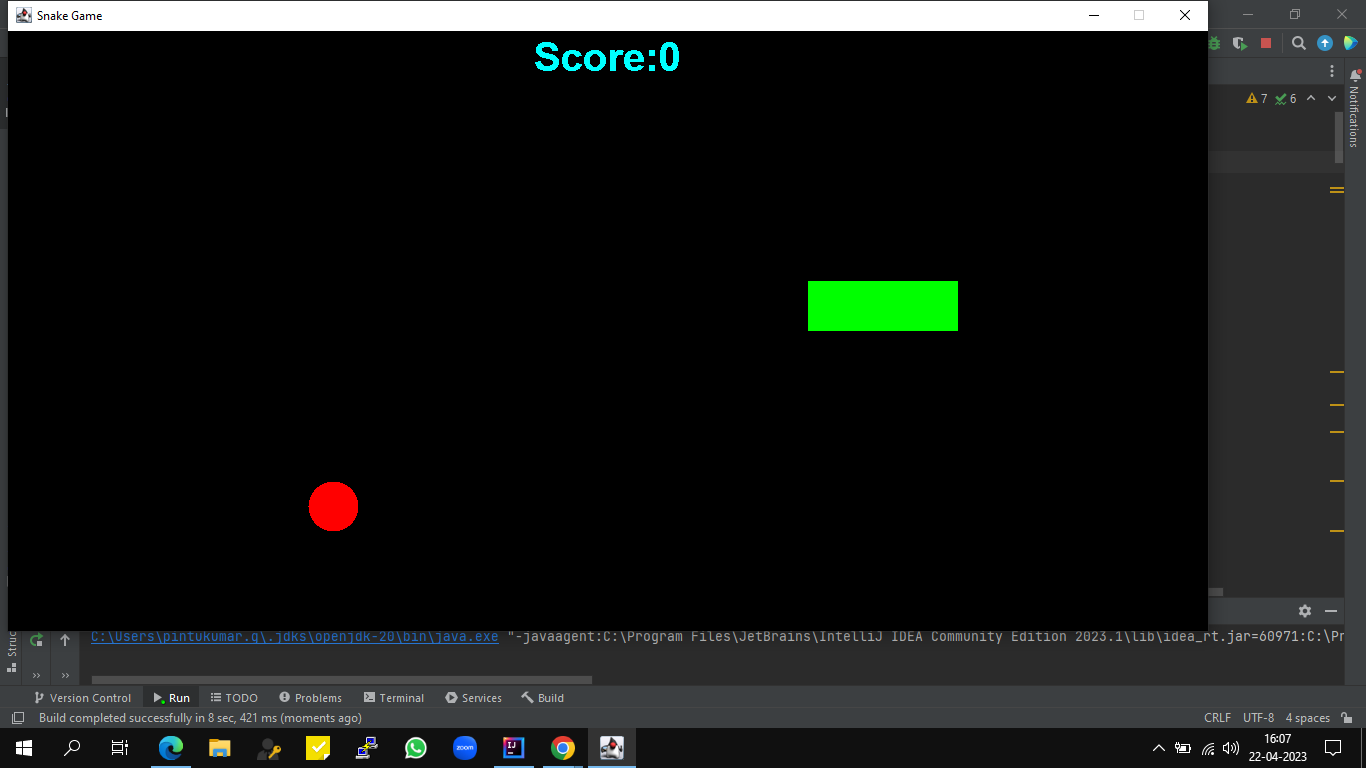 Snake Game
Score:0
7 6
Notifications
Struc
C:\Users\pintukumar.g\.jdks\openjdk-20\bin\java.exe "-javaagent:C:\Program Files\JetBrains\IntelliJ IDEA Community Edition 2023.1\lib\idea_rt.jar=60971:C:\Pr
Version Control Run TODO Problems Terminal Services Build
Build completed successfully in 8 sec, 421 ms (moments ago) CRLF UTF-8 4 spaces
zoom
IJ
16:07
22-04-2023